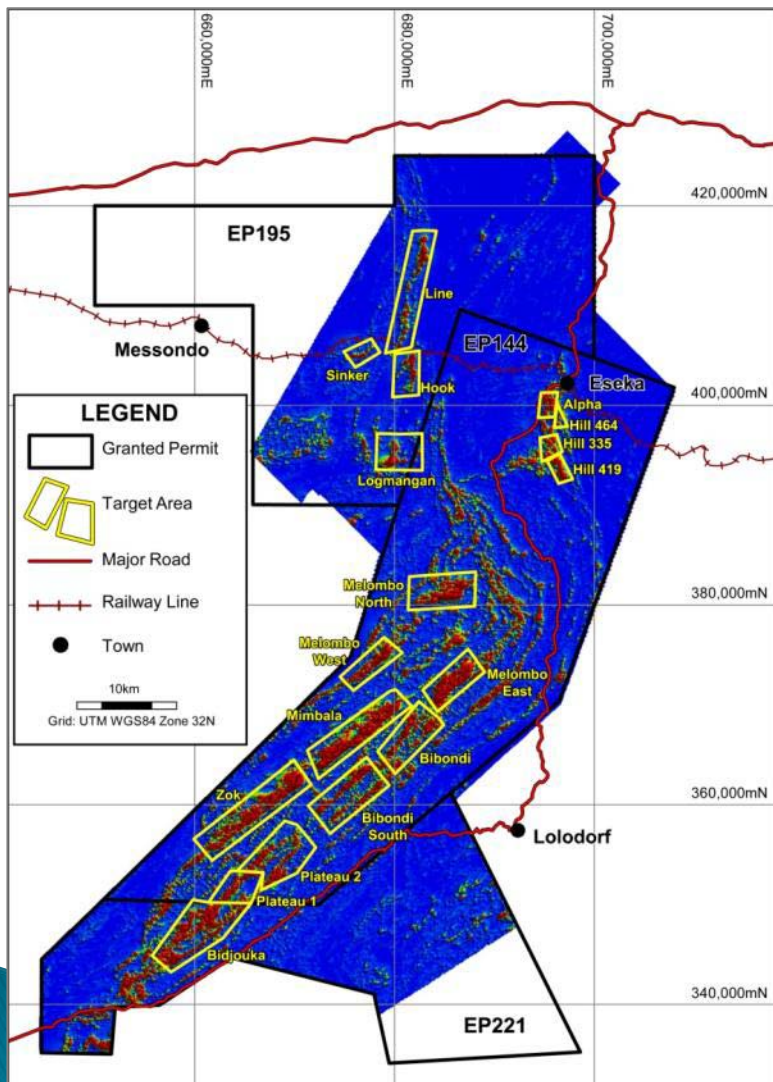 660,000mE
680,000mE
700,000mE
420,000mN
EP195
Line
Messondo
EP144
Sinker
Hook
Eseka
400,000mN
Alpha
Hill 464
Hill 335
Hill 419
Logmangan
LEGEND
Granted Permit
Target Area
Major Road
Railway Line
Town
10km
Grid: UTM WGS84 Zone 32N
Melombo
North
380,000mN
Melombo
West
Melombo
East
Mimbala
Bibondi
Zok
360,000mN
Bibondi
South
Lolodorf
Plateau 2
Plateau 1
Bidjouka
340,000mN
EP221